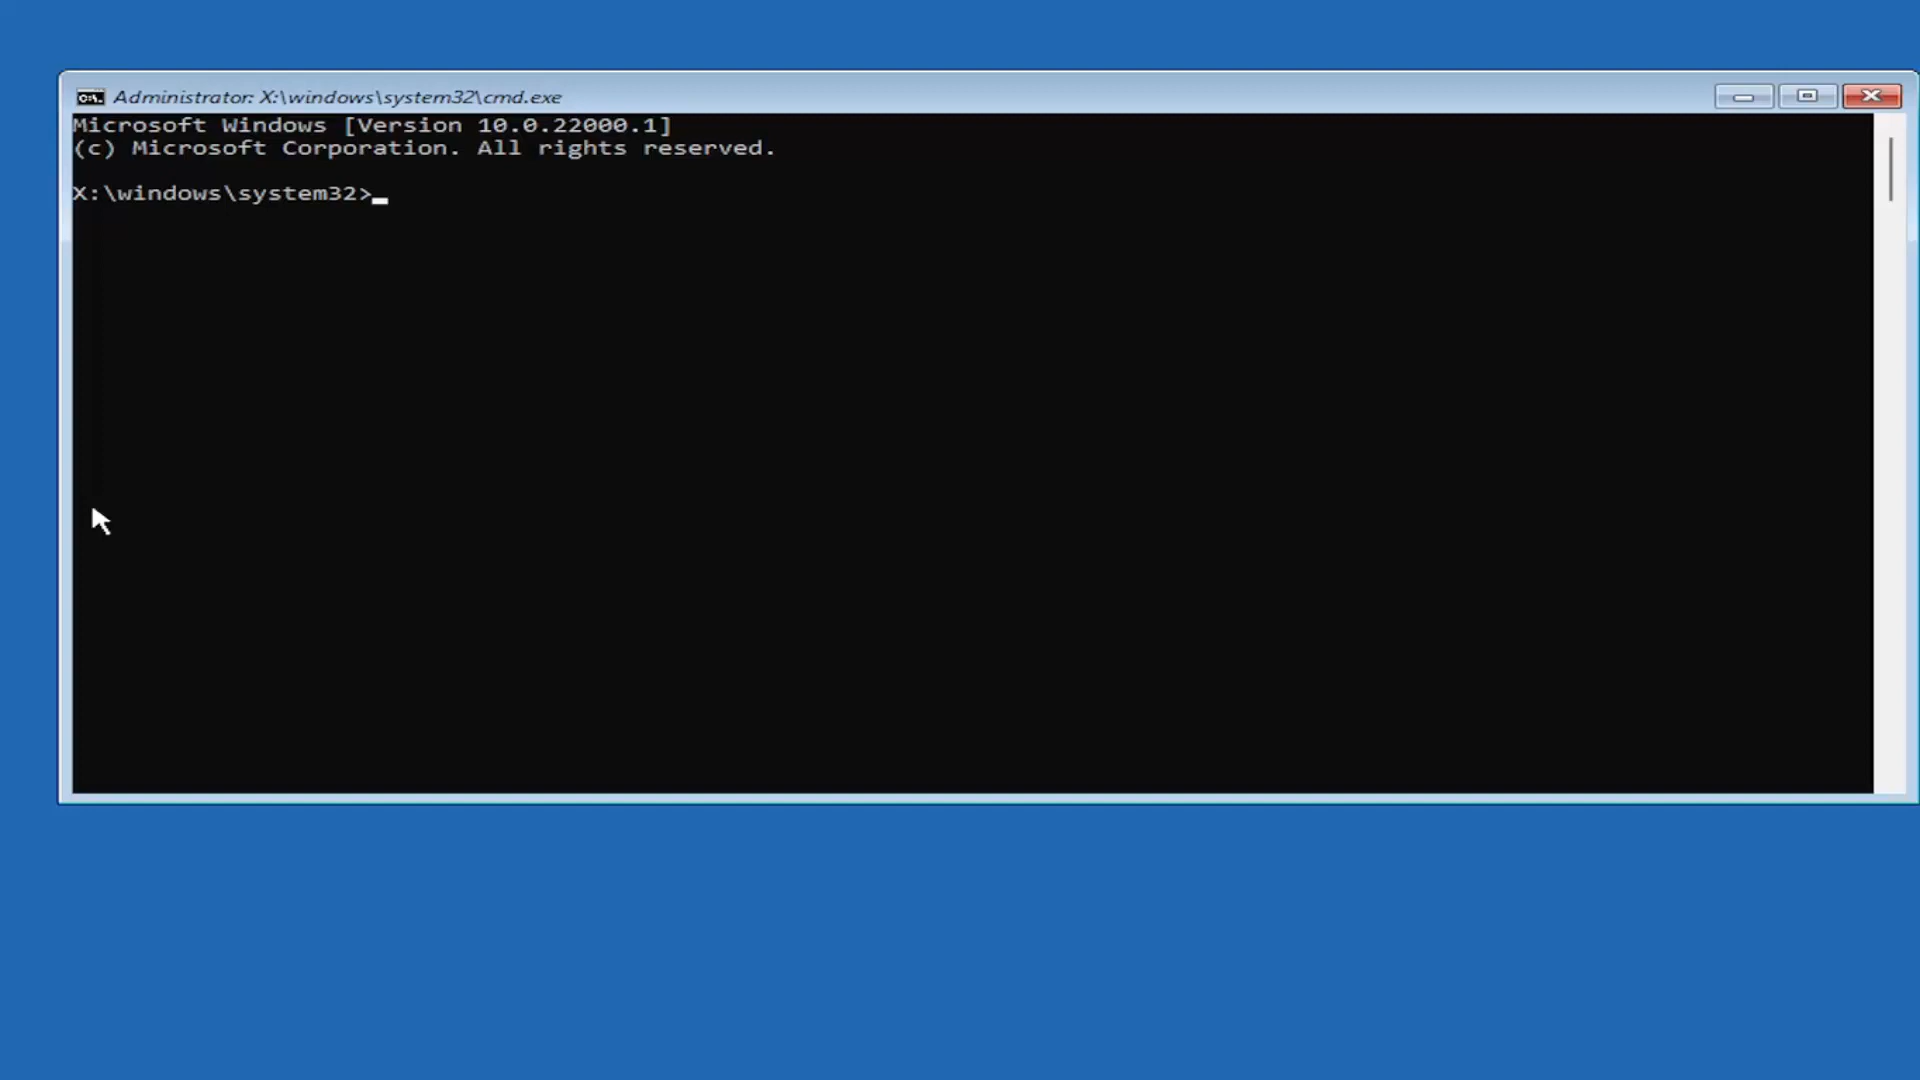 Administrator: X:\windows\system32\cmd.exe
Microsoft Windows [Version 10.0.22000.1]
(c) Microsoft Corporation. All rights reserved.
X:\windows\system32>